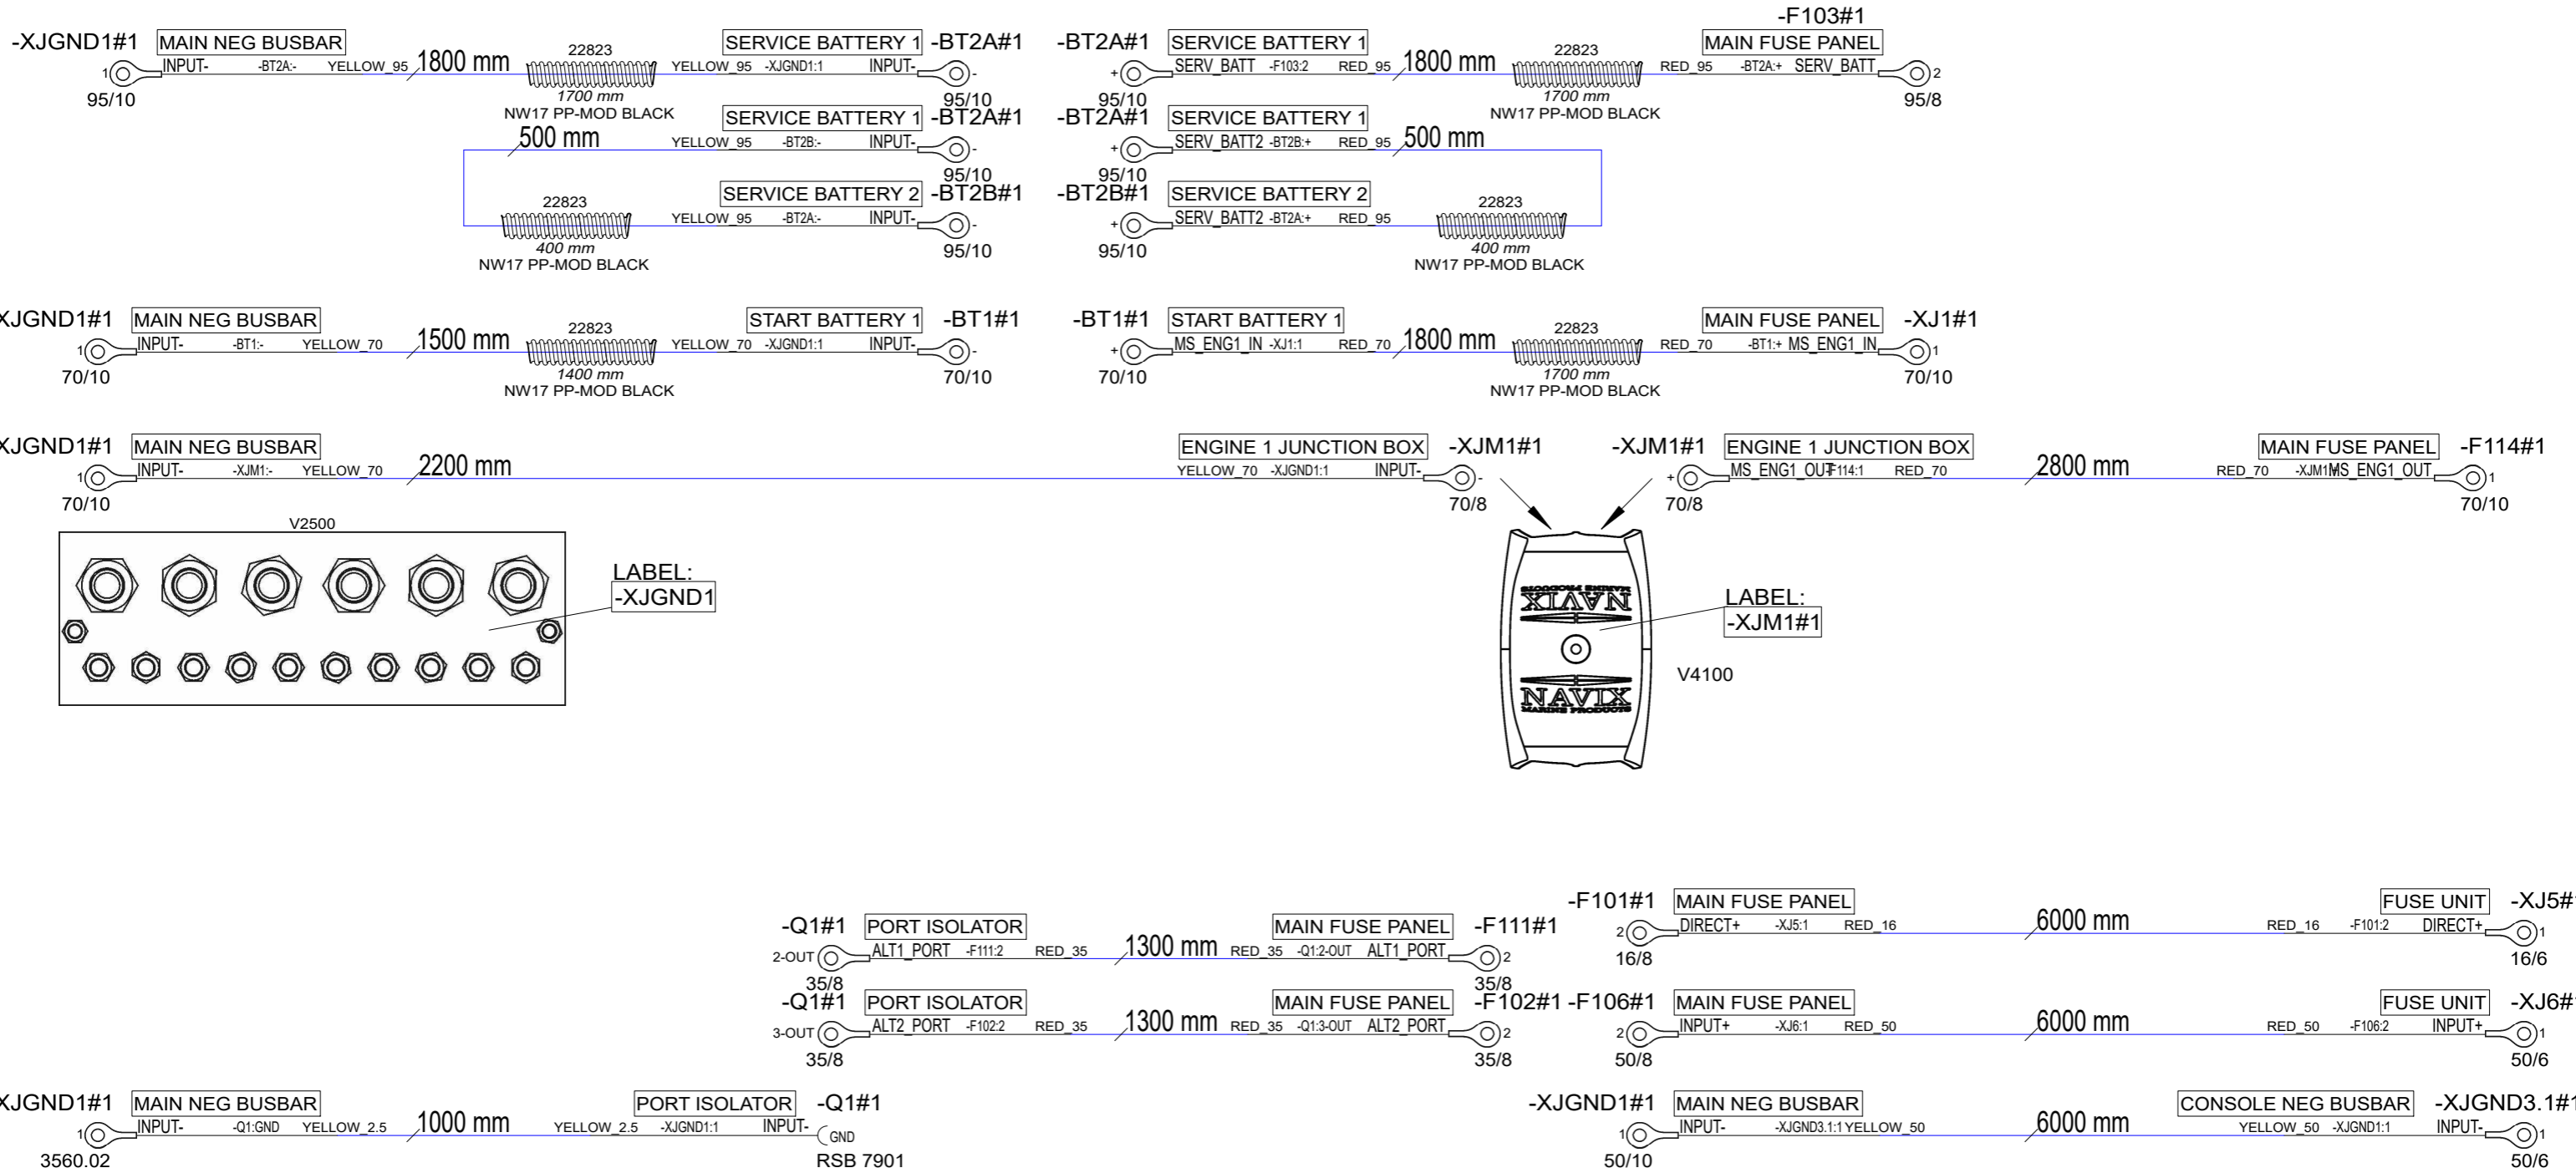 -F103#1
-XJGND1#1 MAIN NEG BUSBAR 22823 SERVICE BATTERY 1 -BT2A#1 -BT2A#1 SERVICE BATTERY 1 22823 MAIN FUSE PANEL
1 INPUT- -BT2A:- YELLOW_95 1800 mm YELLOW_95 -XJGND1:1 INPUT- - + SERV_BATT -F103:2 RED_95 1800 mm RED_95 -BT2A:+ SERV_BATT 2
95/10 1700 mm 95/10 95/10 1700 mm 95/8
NW17 PP-MOD BLACK SERVICE BATTERY 1 -BT2A#1 -BT2A#1 SERVICE BATTERY 1 NW17 PP-MOD BLACK
500 mm YELLOW_95 -BT2B:- INPUT- - + SERV_BATT2 -BT2B:+ RED_95 500 mm
95/10 95/10
22823 SERVICE BATTERY 2 -BT2B#1 -BT2B#1 SERVICE BATTERY 2 22823
YELLOW_95 -BT2A:- INPUT- - + SERV_BATT2 -BT2A:+ RED_95
400 mm 95/10 95/10 400 mm
NW17 PP-MOD BLACK NW17 PP-MOD BLACK
XJGND1#1 MAIN NEG BUSBAR 22823 START BATTERY 1 -BT1#1 -BT1#1 START BATTERY 1 22823 MAIN FUSE PANEL -XJ1#1
1 INPUT- -BT1:- YELLOW_70 1500 mm YELLOW_70 -XJGND1:1 INPUT- - + MS_ENG1_IN -XJ1:1 RED_70 1800 mm RED_70 -BT1:+ MS_ENG1_IN 1
70/10 1400 mm 70/10 70/10 1700 mm 70/10
NW17 PP-MOD BLACK NW17 PP-MOD BLACK
XJGND1#1 MAIN NEG BUSBAR ENGINE 1 JUNCTION BOX -XJM1#1 -XJM1#1 ENGINE 1 JUNCTION BOX MAIN FUSE PANEL -F114#1
1 INPUT- -XJM1:- YELLOW_70 2200 mm YELLOW_70 -XJGND1:1 INPUT- - + MS_ENG1_OUT -F114:1 RED_70 2800 mm RED_70 -XJM1:+ MS_ENG1_OUT 1
70/10 70/8 70/8 70/10
V2500
LABEL:
-XJGND1
NAVIX
MARINE PRODUCTS
LABEL:
-XJM1#1
V4100
NAVIX
MARINE PRODUCTS
-Q1#1 PORT ISOLATOR MAIN FUSE PANEL -F111#1 -F101#1 MAIN FUSE PANEL FUSE UNIT -XJ5#
2-OUT ALT1_PORT -F111:2 RED_35 1300 mm RED_35 -Q1:2-OUT ALT1_PORT 2 2 DIRECT+ -XJ5:1 RED_16 6000 mm RED_16 -F101:2 DIRECT+ 1
35/8 35/8 16/8 16/6
-Q1#1 PORT ISOLATOR MAIN FUSE PANEL -F102#1 -F106#1 MAIN FUSE PANEL FUSE UNIT -XJ6#
3-OUT ALT2_PORT -F102:2 RED_35 1300 mm RED_35 -Q1:3-OUT ALT2_PORT 2 2 INPUT+ -XJ6:1 RED_50 6000 mm RED_50 -F106:2 INPUT+ 1
35/8 35/8 50/8 50/6
XJGND1#1 MAIN NEG BUSBAR PORT ISOLATOR -Q1#1 -XJGND1#1 MAIN NEG BUSBAR CONSOLE NEG BUSBAR -XJGND3.1#1
1 INPUT- -Q1:GND YELLOW_2.5 1000 mm YELLOW_2.5 -XJGND1:1 INPUT- GND 1 INPUT- -XJGND3.1:1 YELLOW_50 6000 mm YELLOW_50 -XJGND1:1 INPUT- 1
3560.02 RSB 7901 50/10 50/6